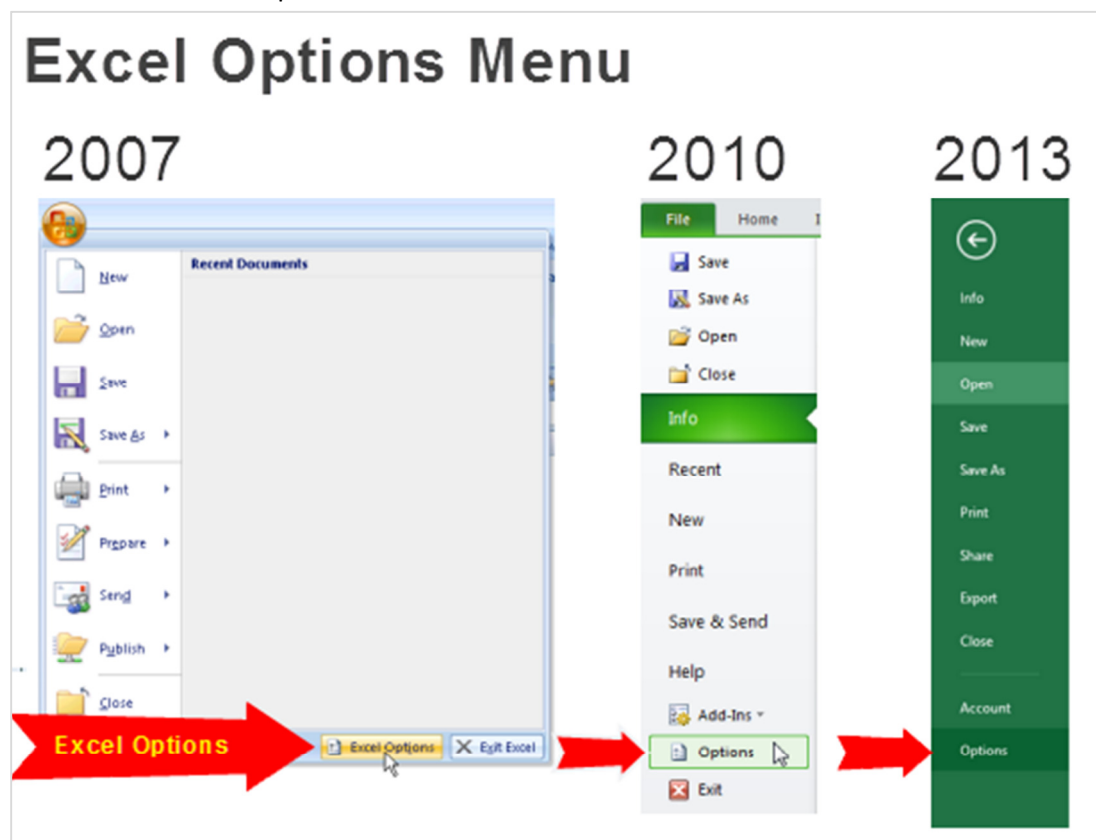 Excel Options Menu
2007
2010
2013
New
Open
Save
Save As
Print
Prepare
Send
Publish
Close
Recent Documents
Excel Options
Excel Options
Exit Excel
File Home
Save
Save As
Open
Close
Info
Recent
New
Print
Save & Send
Help
Add-Ins
Options
Exit
Info
New
Open
Save
Save As
Print
Share
Export
Close
Account
Options